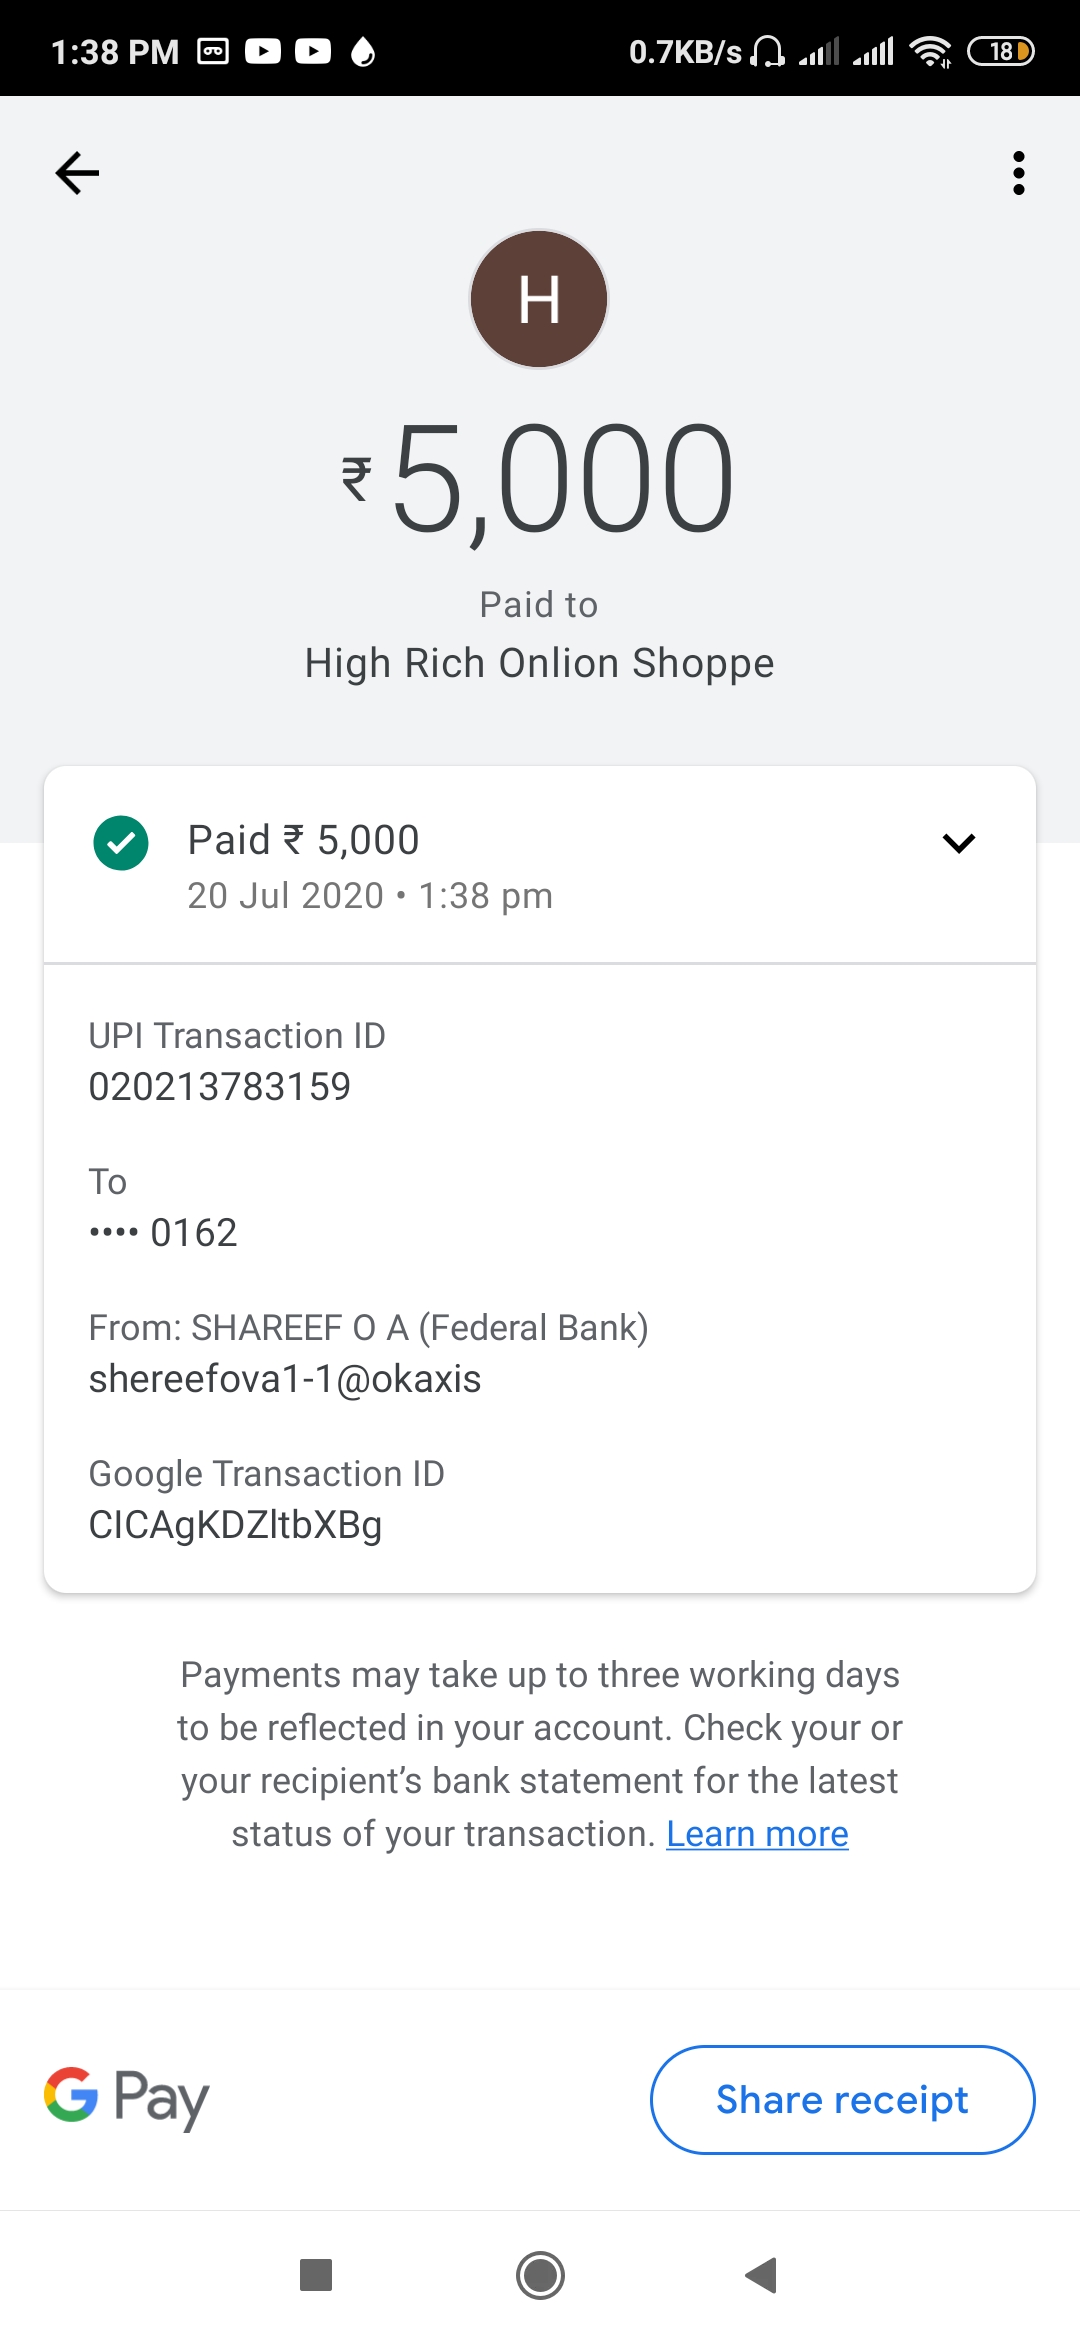 1:38 PM 0.7KB/s 18
H
₹5,000
Paid to
High Rich Onlion Shoppe
Paid ₹ 5,000
20 Jul 2020 • 1:38 pm
UPI Transaction ID
020213783159
To
•••• 0162
From: SHAREEF O A (Federal Bank)
shereefova1-1@okaxis
Google Transaction ID
CICAgKDZltbXBg
Payments may take up to three working days
to be reflected in your account. Check your or
your recipient’s bank statement for the latest
status of your transaction. Learn more
G Pay
Share receipt